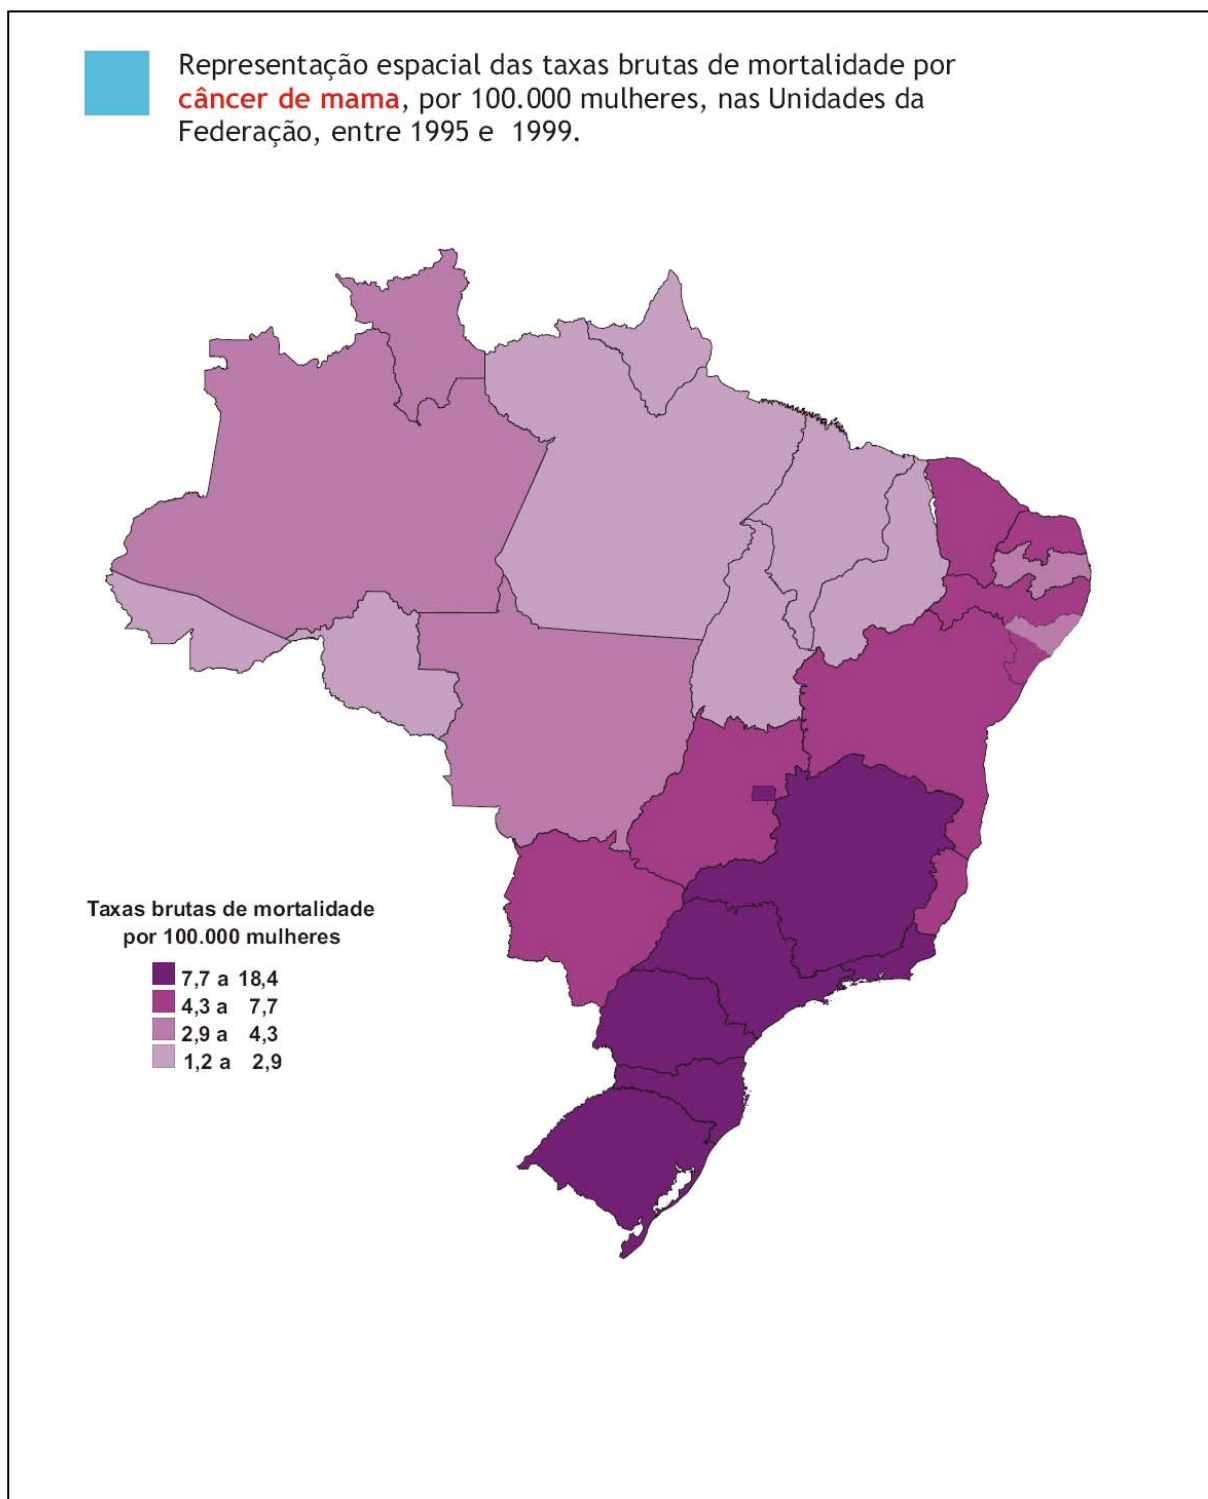 Representação espacial das taxas brutas de mortalidade por
câncer de mama, por 100.000 mulheres, nas Unidades da
Federação, entre 1995 e 1999.
Taxas brutas de mortalidade
por 100.000 mulheres
7,7 a 18,4
4,3 a 7,7
2,9 a 4,3
1,2 a 2,9